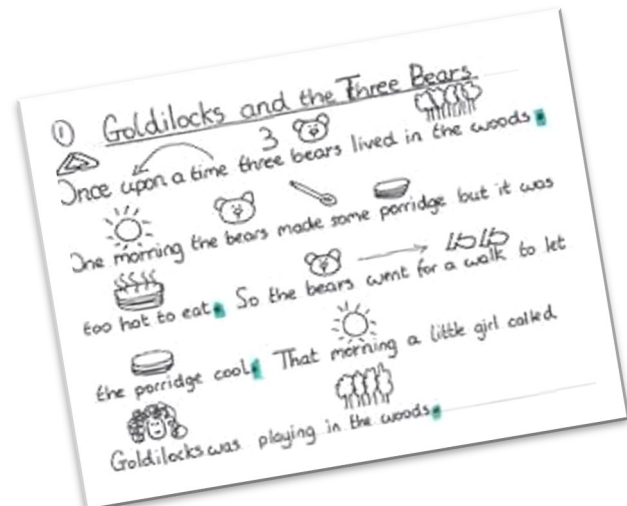 ① Goldilocks and the Three Bears
3
Once upon a time three bears lived in the woods.
One morning the bears made some porridge but it was
too hot to eat. So the bears went for a walk to let
the porridge cool. That morning a little girl called
Goldilocks was playing in the woods.